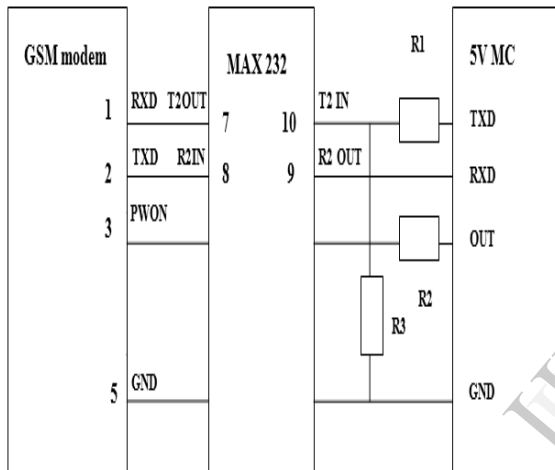 R1
GSM modem MAX 232 5V MC
RXD T2OUT T2 IN
1 7 10 TXD
TXD R2IN R2 OUT
2 8 9 RXD
PWON
3 OUT
R2
R3
GND GND
5